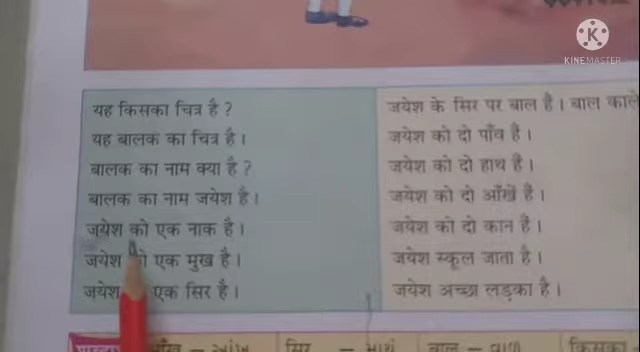 KINEMASTER
यह किसका चित्र है ?
यह बालक का चित्र है ।
बालक का नाम क्या है ?
बालक का नाम जयेश है ।
जयेश को एक नाक है ।
जयेश को एक मुख है ।
जयेश एक सिर है ।
जयेश के सिर पर बाल है । बाल काले
जयेश को दो पाँव हैं ।
जयेश को दो हाथ हैं ।
जयेश को दो आँखें हैं ।
जयेश को दो कान हैं ।
जयेश स्कूल जाता है ।
जयेश अच्छा लड़का है ।
आँख – આંખ सिर – માથું बाल – વાળ किसका